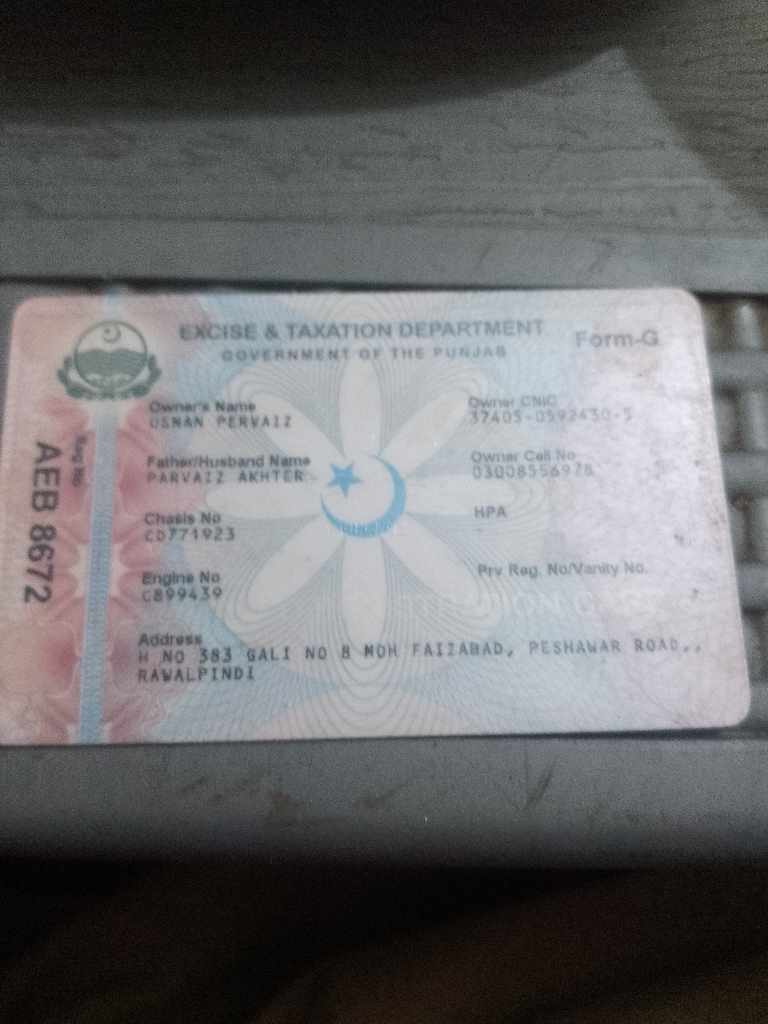 EXCISE & TAXATION DEPARTMENT
GOVERNMENT OF THE PUNJAB
Form-G
Reg No
AEB 8672
Owner's Name
USMAN PERVAIZ
Owner CNIC
37405-0592430-5
Father/Husband Name
PARVAIZ AKHTER
Owner Cell No
03008556928
Chasis No
CD771923
HPA
-
Engine No
C899439
Prv Reg. No/Vanity No.
Address
H NO 383 GALI NO 8 MOH FAIZABAD, PESHAWAR ROAD,,
RAWALPINDI